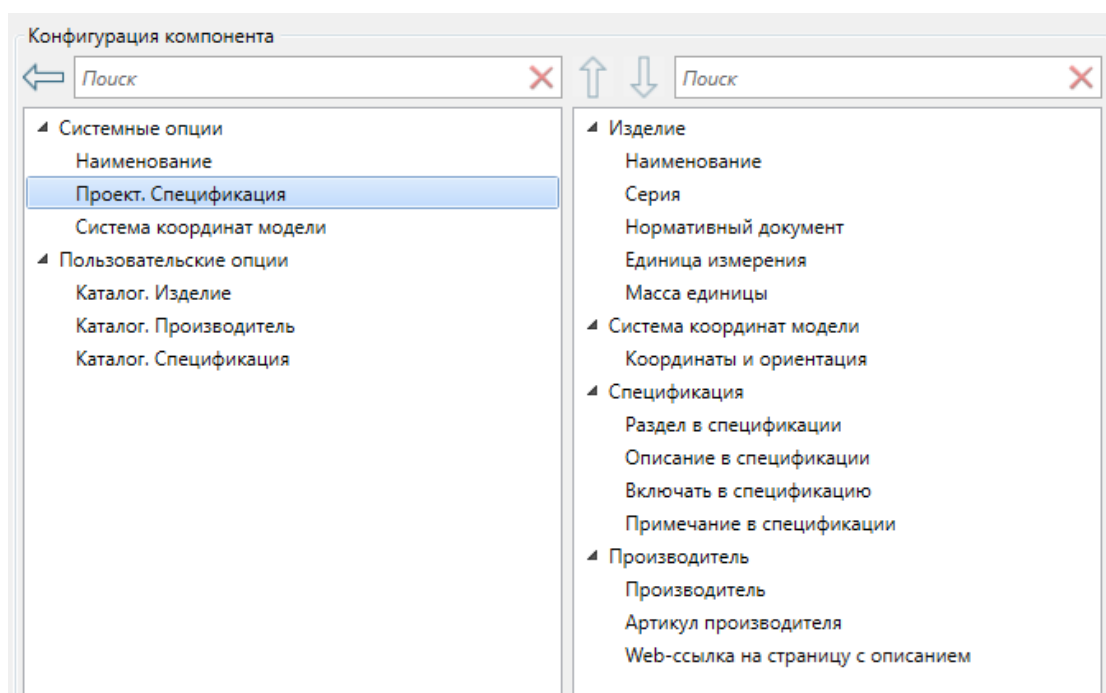 Конфигурация компонента
Поиск
Поиск
Системные опции
Наименование
Проект. Спецификация
Система координат модели
Пользовательские опции
Каталог. Изделие
Каталог. Производитель
Каталог. Спецификация
Изделие
Наименование
Серия
Нормативный документ
Единица измерения
Масса единицы
Система координат модели
Координаты и ориентация
Спецификация
Раздел в спецификации
Описание в спецификации
Включать в спецификацию
Примечание в спецификации
Производитель
Производитель
Артикул производителя
Web-ссылка на страницу с описанием